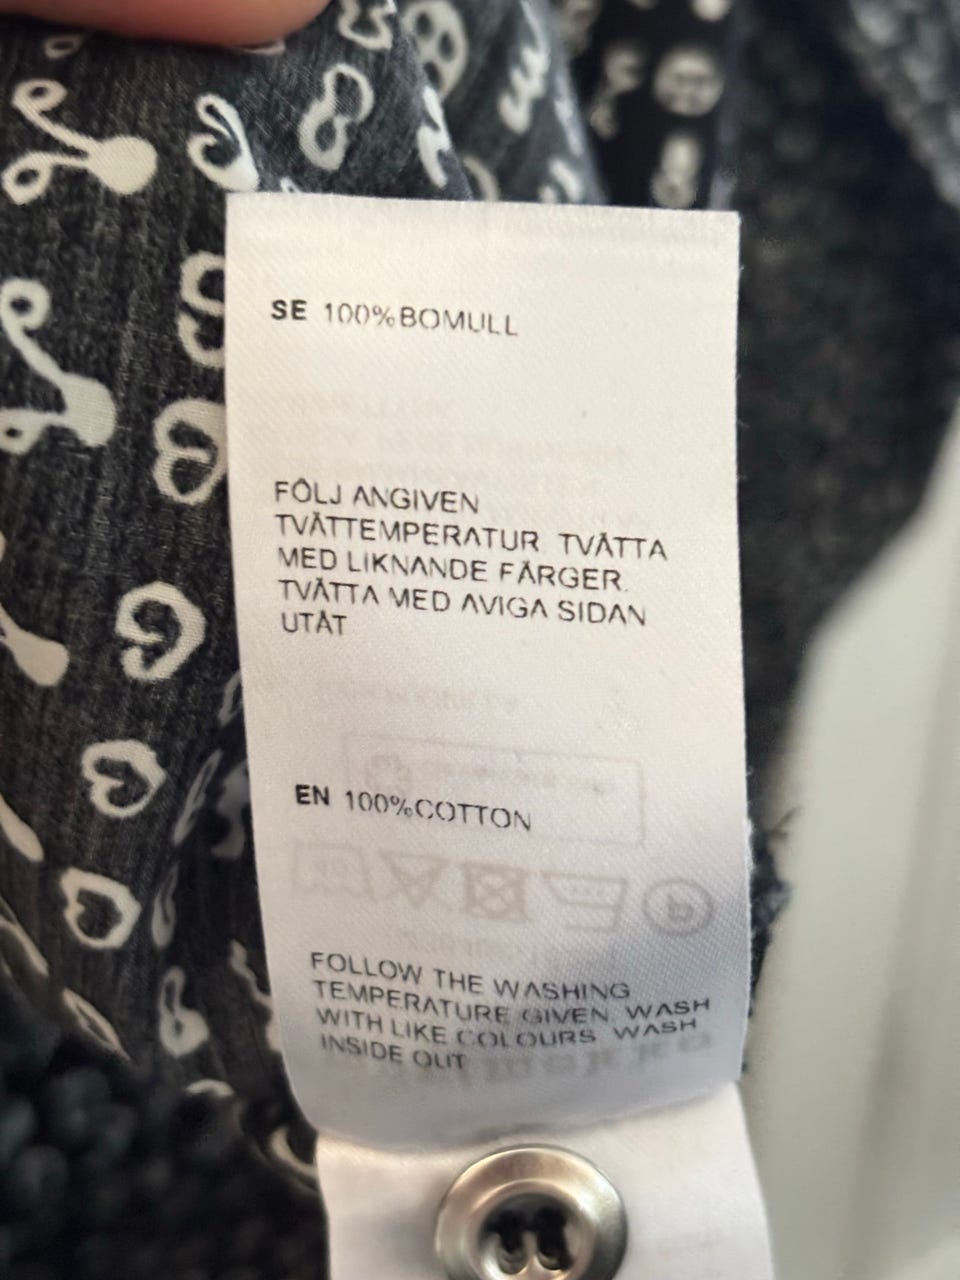 SE 100%BOMULL
FÖLJ ANGIVEN
TVÄTTEMPERATUR. TVÄTTA
MED LIKNANDE FÄRGER.
TVÄTTA MED AVIGA SIDAN
UTÅT
EN 100%COTTON
FOLLOW THE WASHING
TEMPERATURE GIVEN. WASH
WITH LIKE COLOURS. WASH
INSIDE OUT